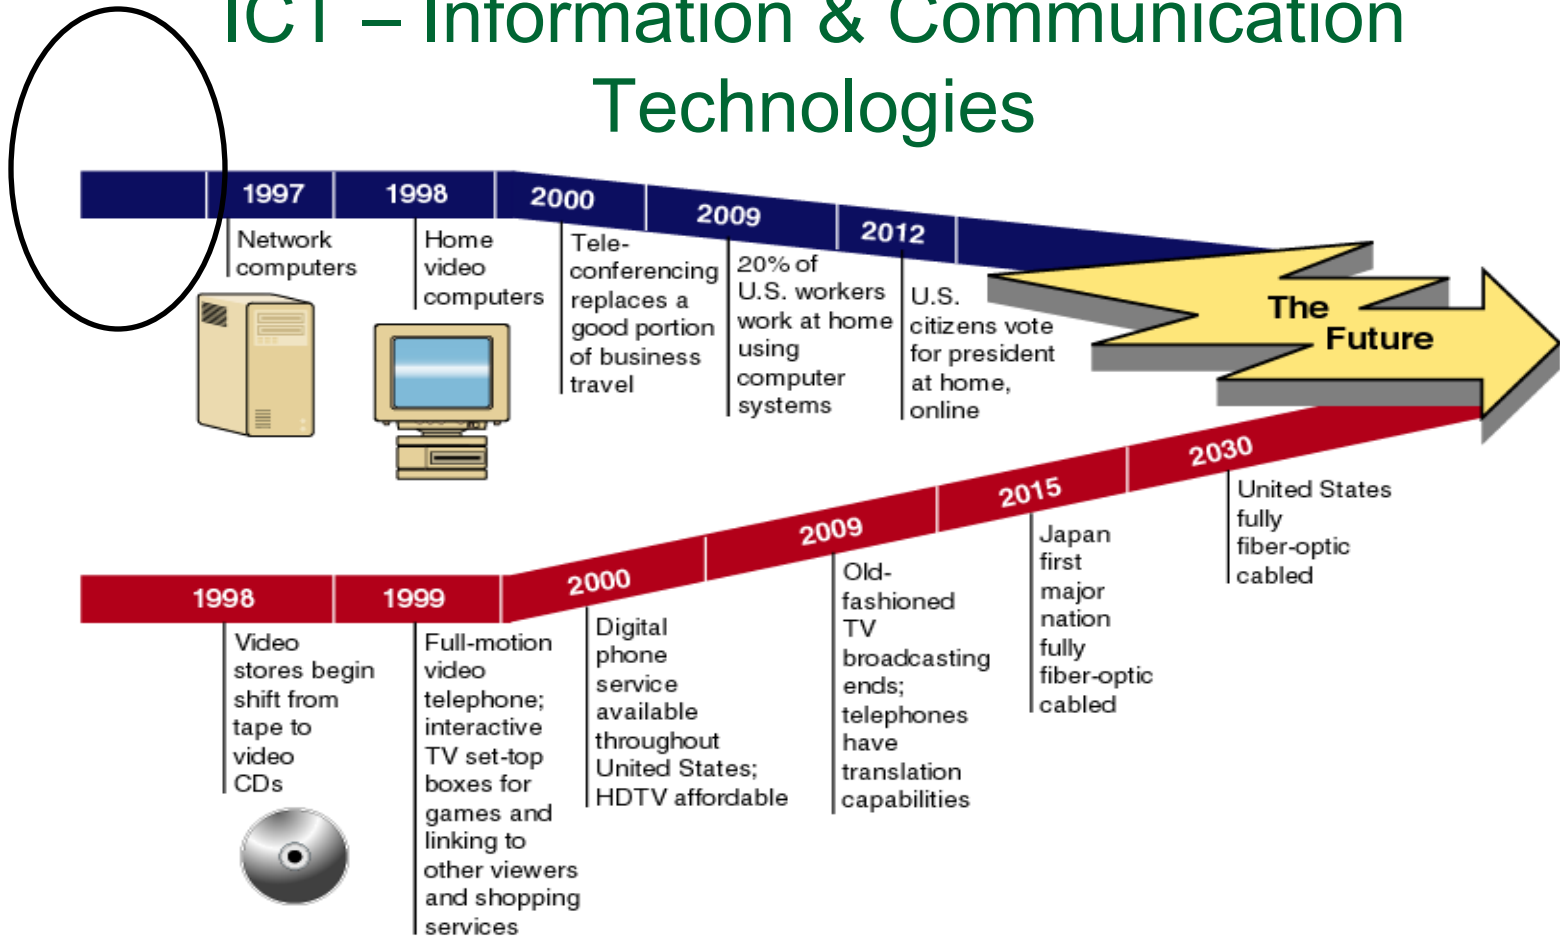 ICT – Information & Communication
Technologies
1997
1998
2000
2009
2012
Network
computers
Home
video
computers
Tele-
conferencing
replaces a
good portion
of business
travel
20% of
U.S. workers
work at home
using
computer
systems
U.S.
citizens vote
for president
at home,
online
The
Future
1998
1999
2000
2009
2015
2030
Video
stores begin
shift from
tape to
video
CDs
Full-motion
video
telephone;
interactive
TV set-top
boxes for
games and
linking to
other viewers
and shopping
services
Digital
phone
service
available
throughout
United States;
HDTV affordable
Old-
fashioned
TV
broadcasting
ends;
telephones
have
translation
capabilities
Japan
first
major
nation
fully
fiber-optic
cabled
United States
fully
fiber-optic
cabled